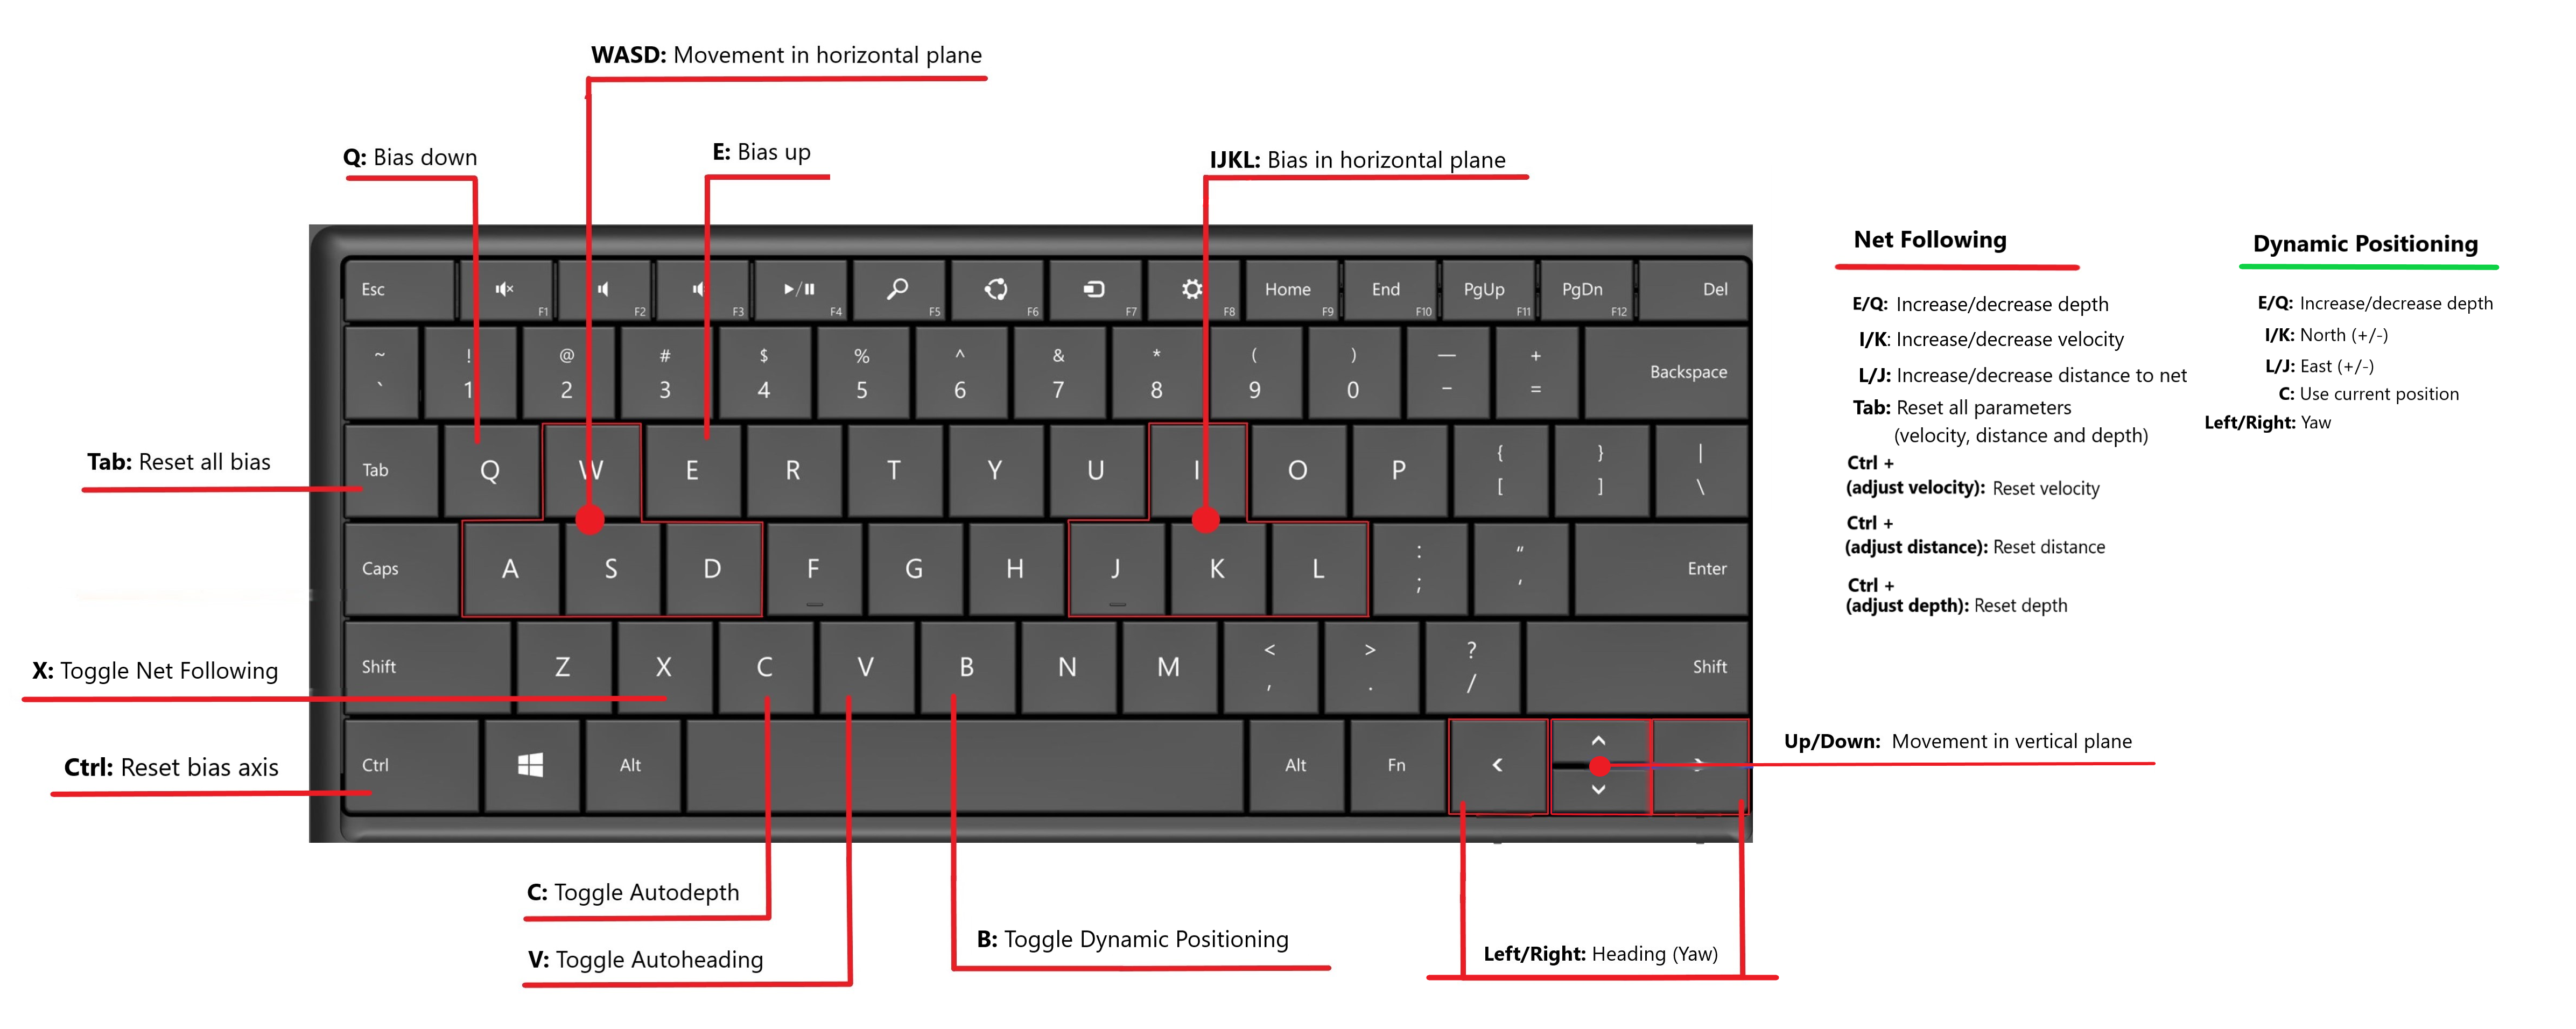 WASD: Movement in horizontal plane
Q: Bias down
E: Bias up
IJKL: Bias in horizontal plane
Esc
F1
F2
F3
F4
F5
F6
F7
F8
Home F9
End F10
PgUp F11
PgDn F12
Del
~ `
! 1
@ 2
# 3
$ 4
% 5
^ 6
& 7
* 8
( 9
) 0
— -
+ =
Backspace
Tab: Reset all bias
Tab
Q
W
E
R
T
Y
U
I
O
P
{ [
} ]
| \
Caps
A
S
D
F
G
H
J
K
L
: ;
“ ‘
Enter
X: Toggle Net Following
Shift
Z
X
C
V
B
N
M
< ,
> .
? /
Shift
Ctrl: Reset bias axis
Ctrl
Alt
Alt
Fn
Up/Down: Movement in vertical plane
C: Toggle Autodepth
V: Toggle Autoheading
B: Toggle Dynamic Positioning
Left/Right: Heading (Yaw)
Net Following
E/Q: Increase/decrease depth
I/K: Increase/decrease velocity
L/J: Increase/decrease distance to net
Tab: Reset all parameters
(velocity, distance and depth)
Ctrl +
(adjust velocity): Reset velocity
Ctrl +
(adjust distance): Reset distance
Ctrl +
(adjust depth): Reset depth
Dynamic Positioning
E/Q: Increase/decrease depth
I/K: North (+/-)
L/J: East (+/-)
C: Use current position
Left/Right: Yaw